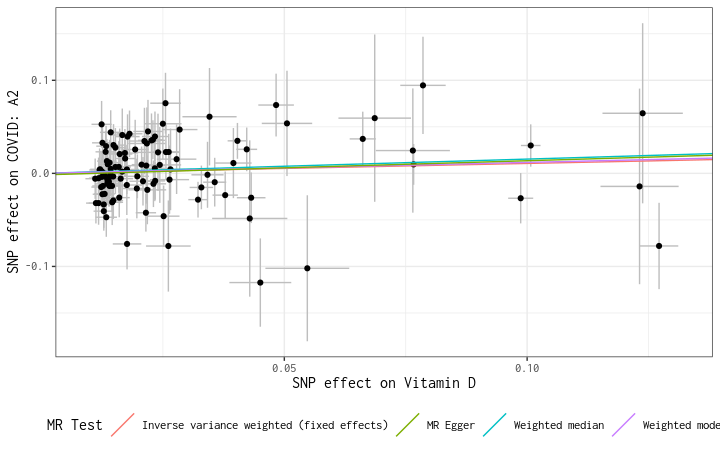 SNP effect on COVID: A2
0.1
0.0
-0.1
0.05
0.10
SNP effect on Vitamin D
MR Test
Inverse variance weighted (fixed effects)
MR Egger
Weighted median
Weighted mode